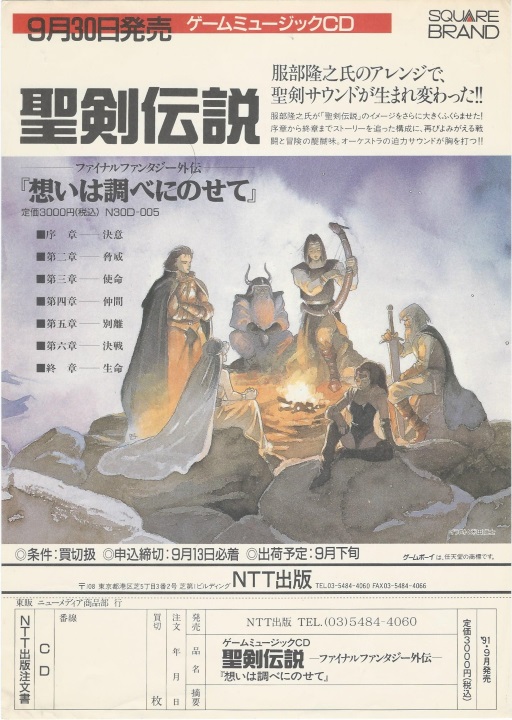 9月30日発売
ゲームミュージックCD
SQUARE
BRAND
服部隆之氏のアレンジで、
聖剣サウンドが生まれ変わった!!
聖剣伝説
服部隆之氏が「聖剣伝説」のイメージをさらに大きくふくらませた!
序章から終章までストーリーを追った構成に、再びよみがえる戦
闘と冒険の醍醐味。オーケストラの迫力サウンドが胸を打つ!!
—ファイナルファンタジー外伝—
『想いは調べにのせて』
定価3000円(税込) N30D-005
■序　章——決意
■第二章——脅威
■第三章——使命
■第四章——仲間
■第五章——別離
■第六章——決戦
■終　章——生命
◎条件:買切扱 ◎申込締切:9月13日必着 ◎出荷予定:9月下旬
ゲームボーイは、任天堂の商標です。
〒108 東京都港区芝5丁目3番2号 芝第1ビルディング NTT出版 TEL.03-5484-4060 FAX03-5484-4066
東販 ニューメディア商品部 行
NTT出版注文書
CD
番線
買切
枚
注文　年　月　日
発売
NTT出版 TEL.(03)5484-4060
品名
ゲームミュージックCD
聖剣伝説—ファイナルファンタジー外伝—
『想いは調べにのせて』
摘要
定価3000円(税込)
'91・9月発売